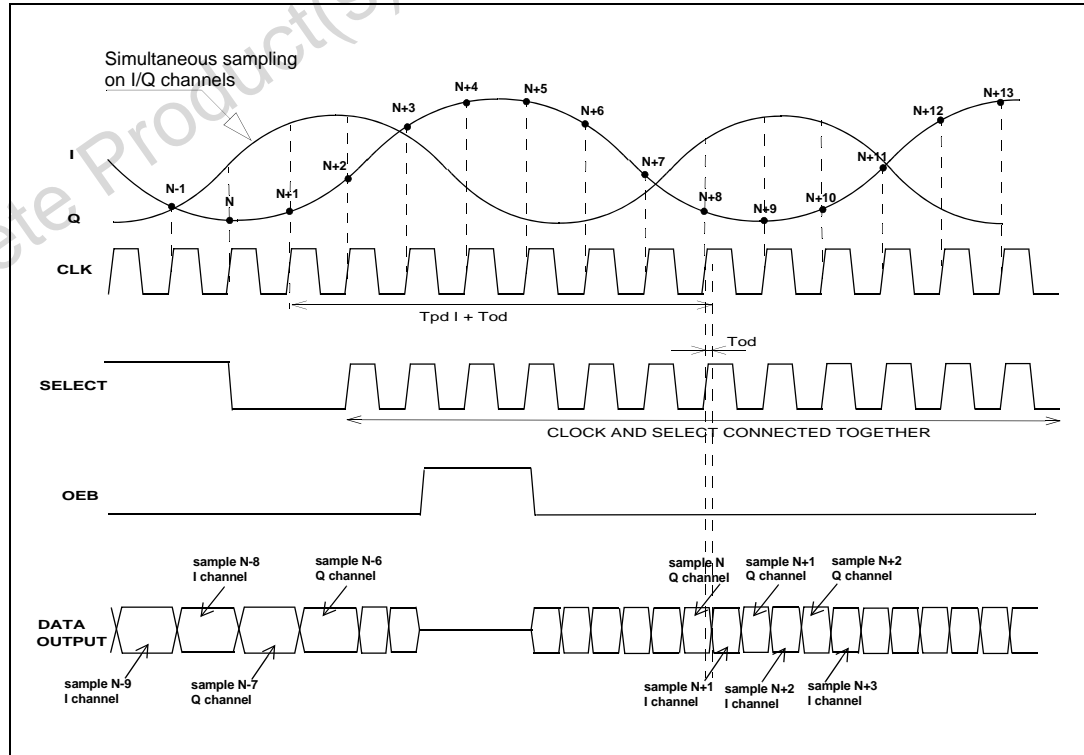 ete Product(s)
Simultaneous sampling
on I/Q channels
N+4
N+5
N+13
N+3
N+6
N+12
I
N+7
N+11
N-1
N
N+1
N+2
N+8
N+9
N+10
Q
CLK
Tpd I + Tod
Tod
SELECT
CLOCK AND SELECT CONNECTED TOGETHER
OEB
sample N-8
I channel
sample N-6
Q channel
sample N
Q channel
sample N+1
Q channel
sample N+2
Q channel
DATA
OUTPUT
sample N-9
I channel
sample N-7
Q channel
sample N+1
I channel
sample N+2
I channel
sample N+3
I channel